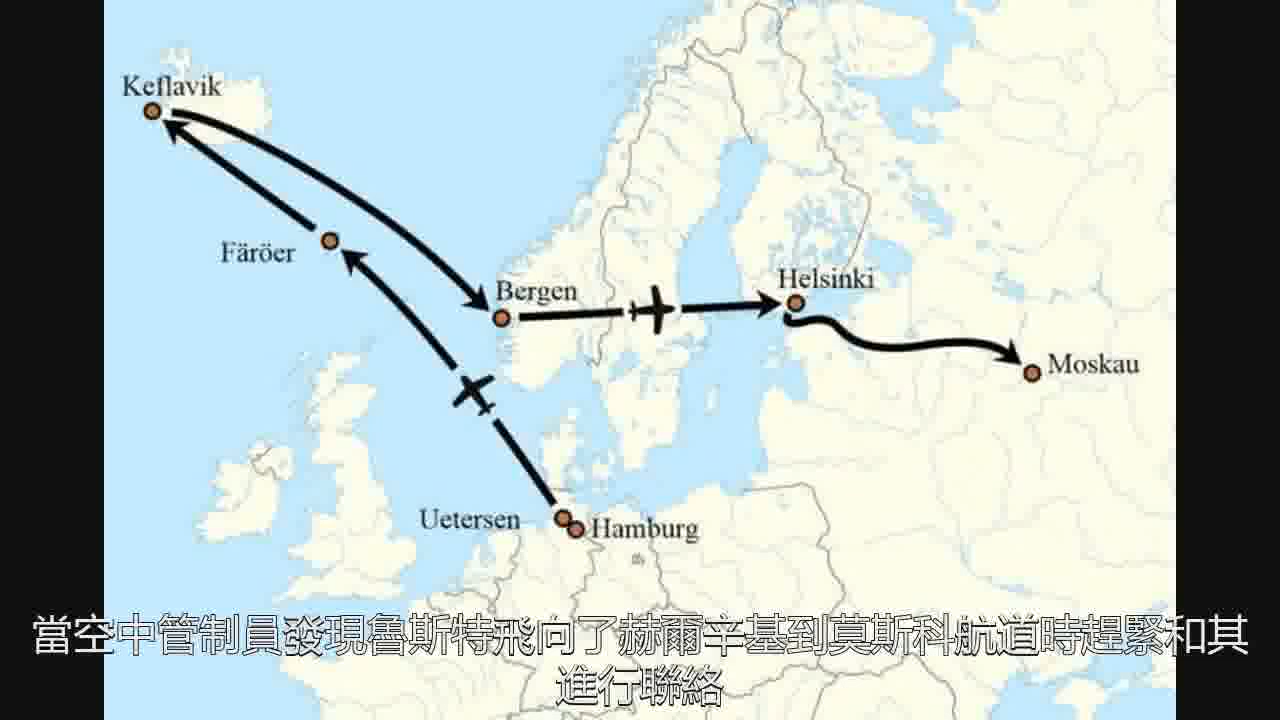 Keflavik
Färöer
Bergen
Helsinki
Moskau
Uetersen
Hamburg
當空中管制員發現魯斯特飛向了赫爾辛基到莫斯科航道時趕緊和其
進行聯絡